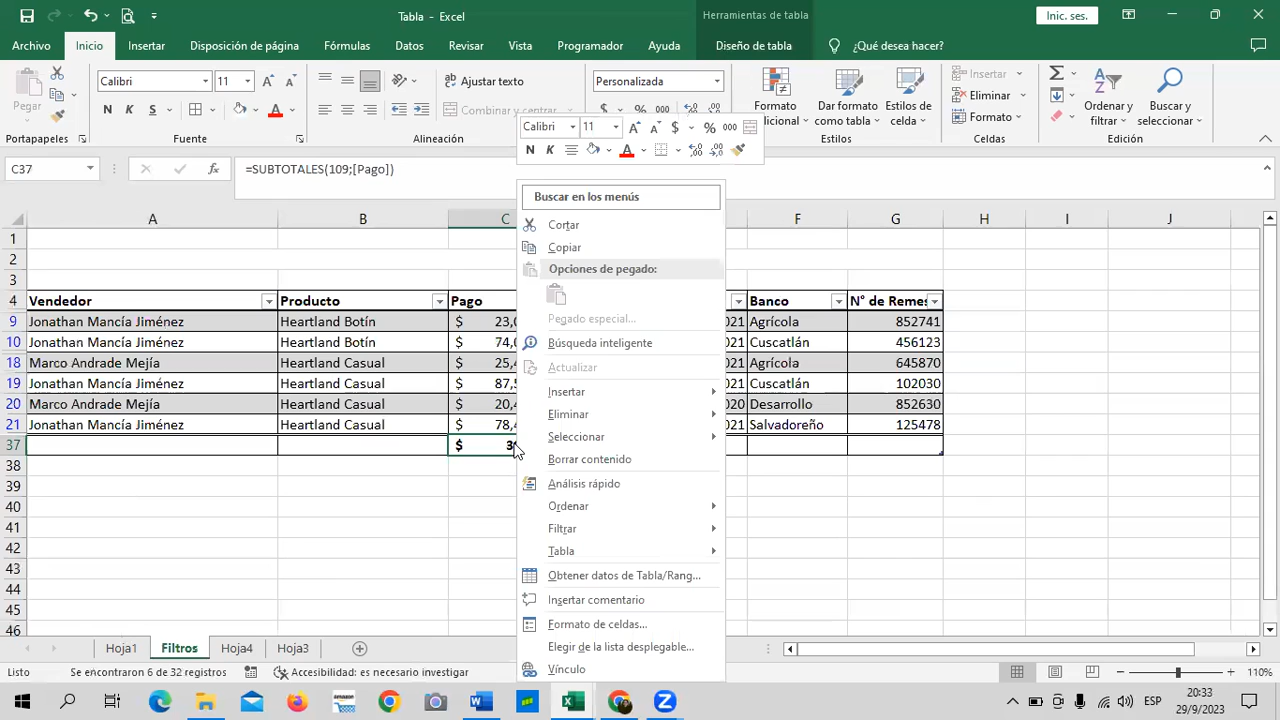 Tabla - Excel
Herramientas de tabla
Inic. ses.
Archivo Inicio Insertar Disposición de página Fórmulas Datos Revisar Vista Programador Ayuda Diseño de tabla ¿Qué desea hacer?
Pegar
Calibri 11
N K S
Ajustar texto
Combinar y centrar
Personalizada
$ % 000
Formato
Dar formato
como tabla
Estilos de
celda
Insertar
Eliminar
Formato
Ordenar y
filtrar
Buscar y
seleccionar
Portapapeles Fuente Alineación Estilos Celdas Edición
Calibri 11 $ % 000
N K A
C37 fx =SUBTOTALES(109;[Pago])
A B C F G H I J
1
2
3
4 Vendedor Producto Pago Banco N° de Remes
9 Jonathan Mancía Jiménez Heartland Botín $ 23,0 021 Agrícola 852741
10 Jonathan Mancía Jiménez Heartland Botín $ 74,0 021 Cuscatlán 456123
18 Marco Andrade Mejía Heartland Casual $ 25,4 021 Agrícola 645870
19 Jonathan Mancía Jiménez Heartland Casual $ 87,5 021 Cuscatlán 102030
20 Marco Andrade Mejía Heartland Casual $ 20,4 020 Desarrollo 852630
21 Jonathan Mancía Jiménez Heartland Casual $ 78,4 021 Salvadoreño 125478
37 $
38
39
40
41
42
43
44
45
46
Buscar en los menús
Cortar
Copiar
Opciones de pegado:
Pegado especial...
Búsqueda inteligente
Actualizar
Insertar
Eliminar
Seleccionar
Borrar contenido
Análisis rápido
Ordenar
Filtrar
Tabla
Obtener datos de Tabla/Rang...
Insertar comentario
Formato de celdas...
Elegir de la lista desplegable...
Vínculo
Hoja1 Filtros Hoja4 Hoja3
Listo Se encontraron 6 de 32 registros Accesibilidad: es necesario investigar 110%
ESP
20:33
29/9/2023